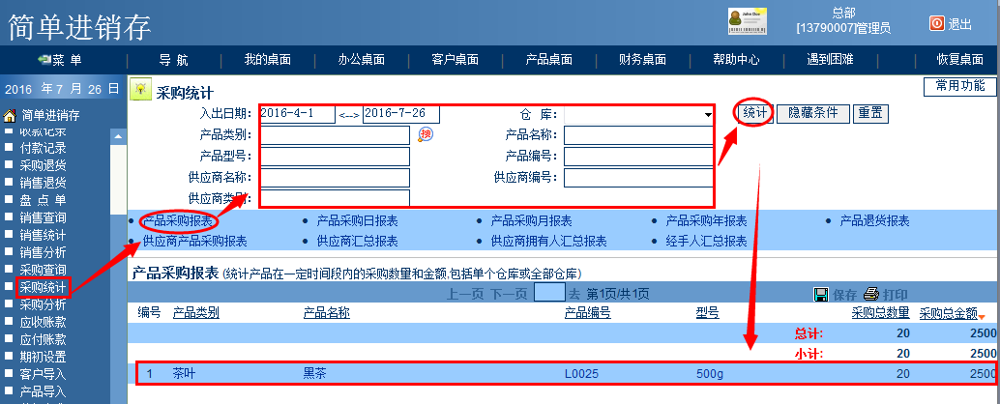 简单进销存
John Doe
总部
[13790007]管理员
退出
菜 单 导 航 我的桌面 办公桌面 客户桌面 产品桌面 财务桌面 帮助中心 遇到困难 恢复桌面
2016 年 7 月 26 日
采购统计
常用功能
简单进销存
收款记录
付款记录
采购退货
销售退货
盘 点 单
销售查询
销售统计
销售分析
采购查询
采购统计
采购分析
应收账款
应付账款
期初设置
客户导入
产品导入
入出日期: 2016-4-1 <--> 2016-7-26 仓 库:
统计 隐藏条件 重置
产品类别: 搜 产品名称:
产品型号: 产品编号:
供应商名称: 供应商编号:
供应商类别:
产品采购报表 产品采购日报表 产品采购月报表 产品采购年报表 产品退货报表
供应商产品采购报表 供应商汇总报表 供应商拥有人汇总报表 经手人汇总报表
产品采购报表 (统计产品在一定时间段内的采购数量和金额,包括单个仓库或全部仓库)
上一页 下一页 去 第1页/共1页 保存 打印
编号 产品类别 产品名称 产品编号 型号 采购总数量 采购总金额
总计: 20 2500
小计: 20 2500
1 茶叶 黑茶 L0025 500g 20 2500